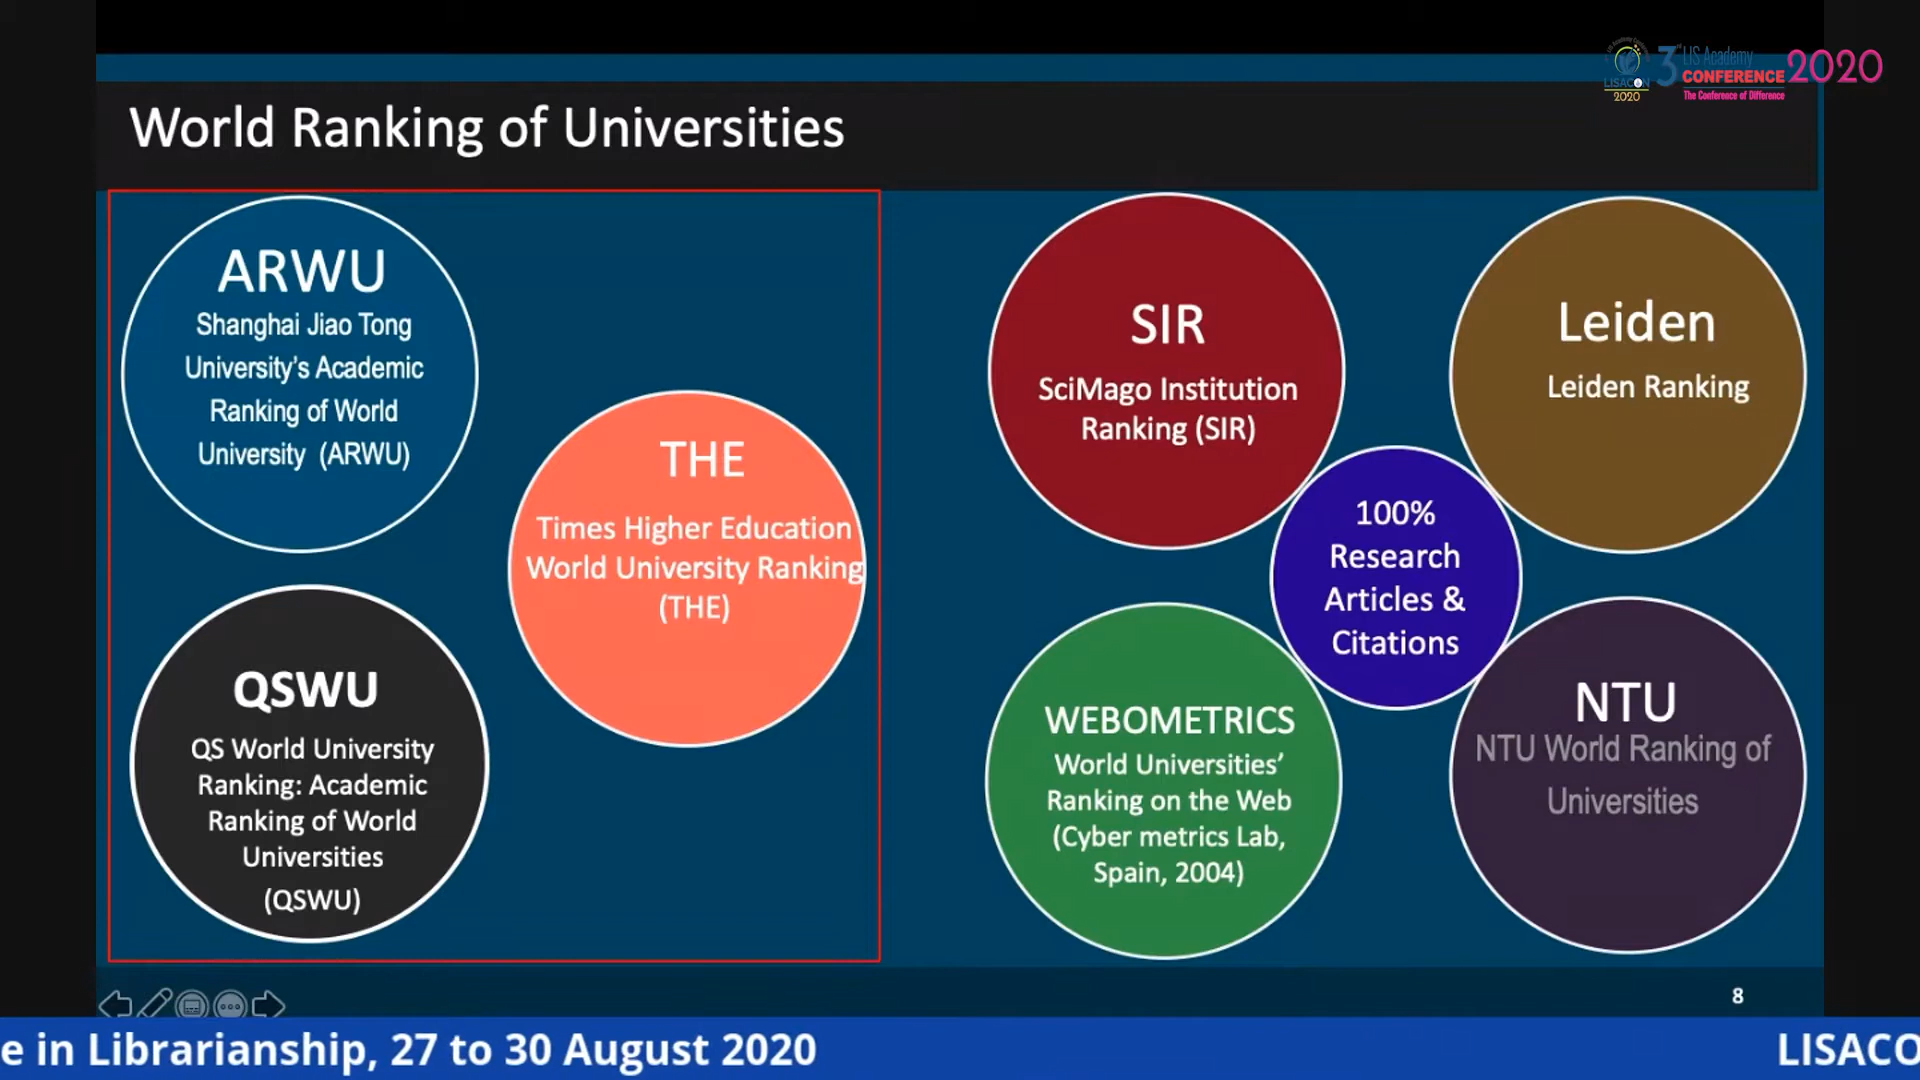 LIS Academy
3rd CONFERENCE 2020
The Conference of Difference
LISACON
2020
World Ranking of Universities
ARWU
Shanghai Jiao Tong
University's Academic
Ranking of World
University (ARWU)
THE
Times Higher Education
World University Ranking
(THE)
QSWU
QS World University
Ranking: Academic
Ranking of World
Universities
(QSWU)
SIR
SciMago Institution
Ranking (SIR)
Leiden
Leiden Ranking
100%
Research
Articles &
Citations
WEBOMETRICS
World Universities'
Ranking on the Web
(Cyber metrics Lab,
Spain, 2004)
NTU
NTU World Ranking of
Universities
8
e in Librarianship, 27 to 30 August 2020
LISACO